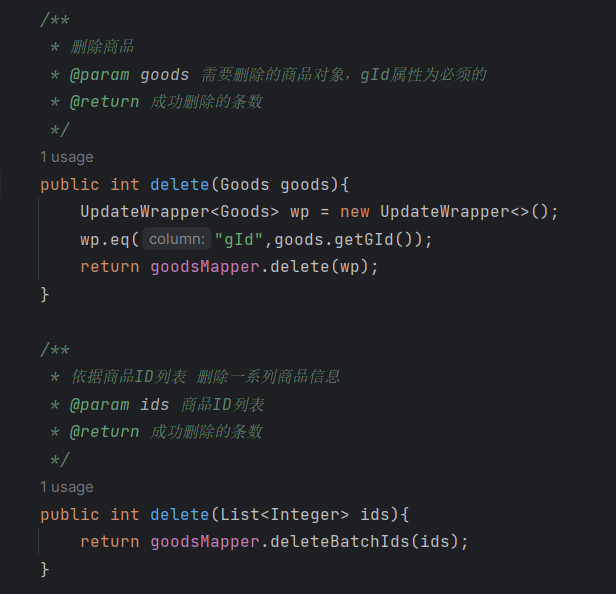 /**
 * 删除商品
 * @param goods 需要删除的商品对象，gId属性为必须的
 * @return 成功删除的条数
 */
1 usage
public int delete(Goods goods){
    UpdateWrapper<Goods> wp = new UpdateWrapper<>();
    wp.eq( column: "gId",goods.getGId());
    return goodsMapper.delete(wp);
}
/**
 * 依据商品ID列表 删除一系列商品信息
 * @param ids 商品ID列表
 * @return 成功删除的条数
 */
1 usage
public int delete(List<Integer> ids){
    return goodsMapper.deleteBatchIds(ids);
}